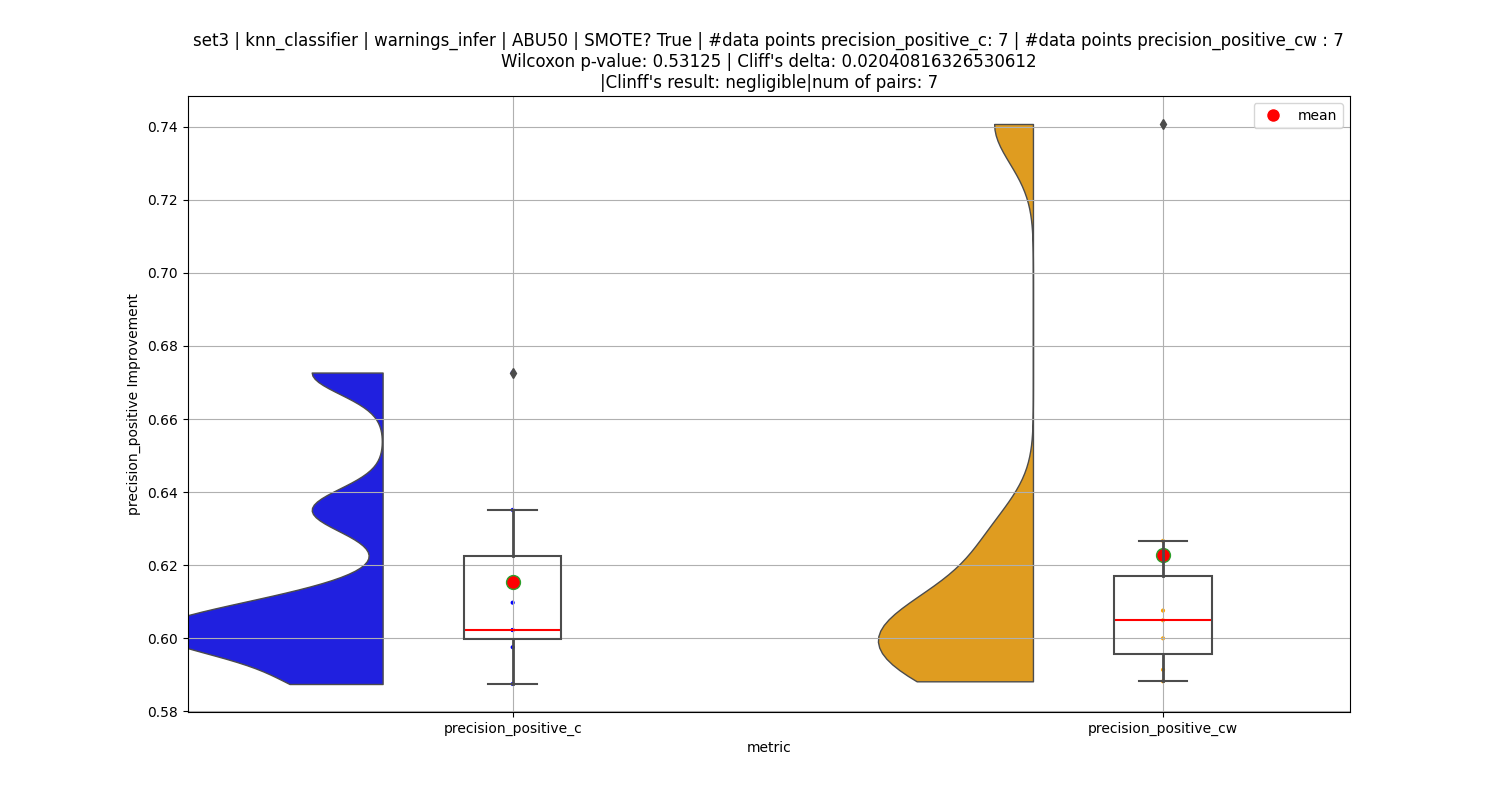 set3 | knn_classifier | warnings_infer | ABU50 | SMOTE? True | #data points precision_positive_c: 7 | #data points precision_positive_cw : 7
Wilcoxon p-value: 0.53125 | Cliff's delta: 0.02040816326530612
|Clinff's result: negligible|num of pairs: 7
mean
0.74
0.72
0.70
0.68
0.66
0.64
0.62
0.60
0.58
precision_positive Improvement
precision_positive_c
precision_positive_cw
metric